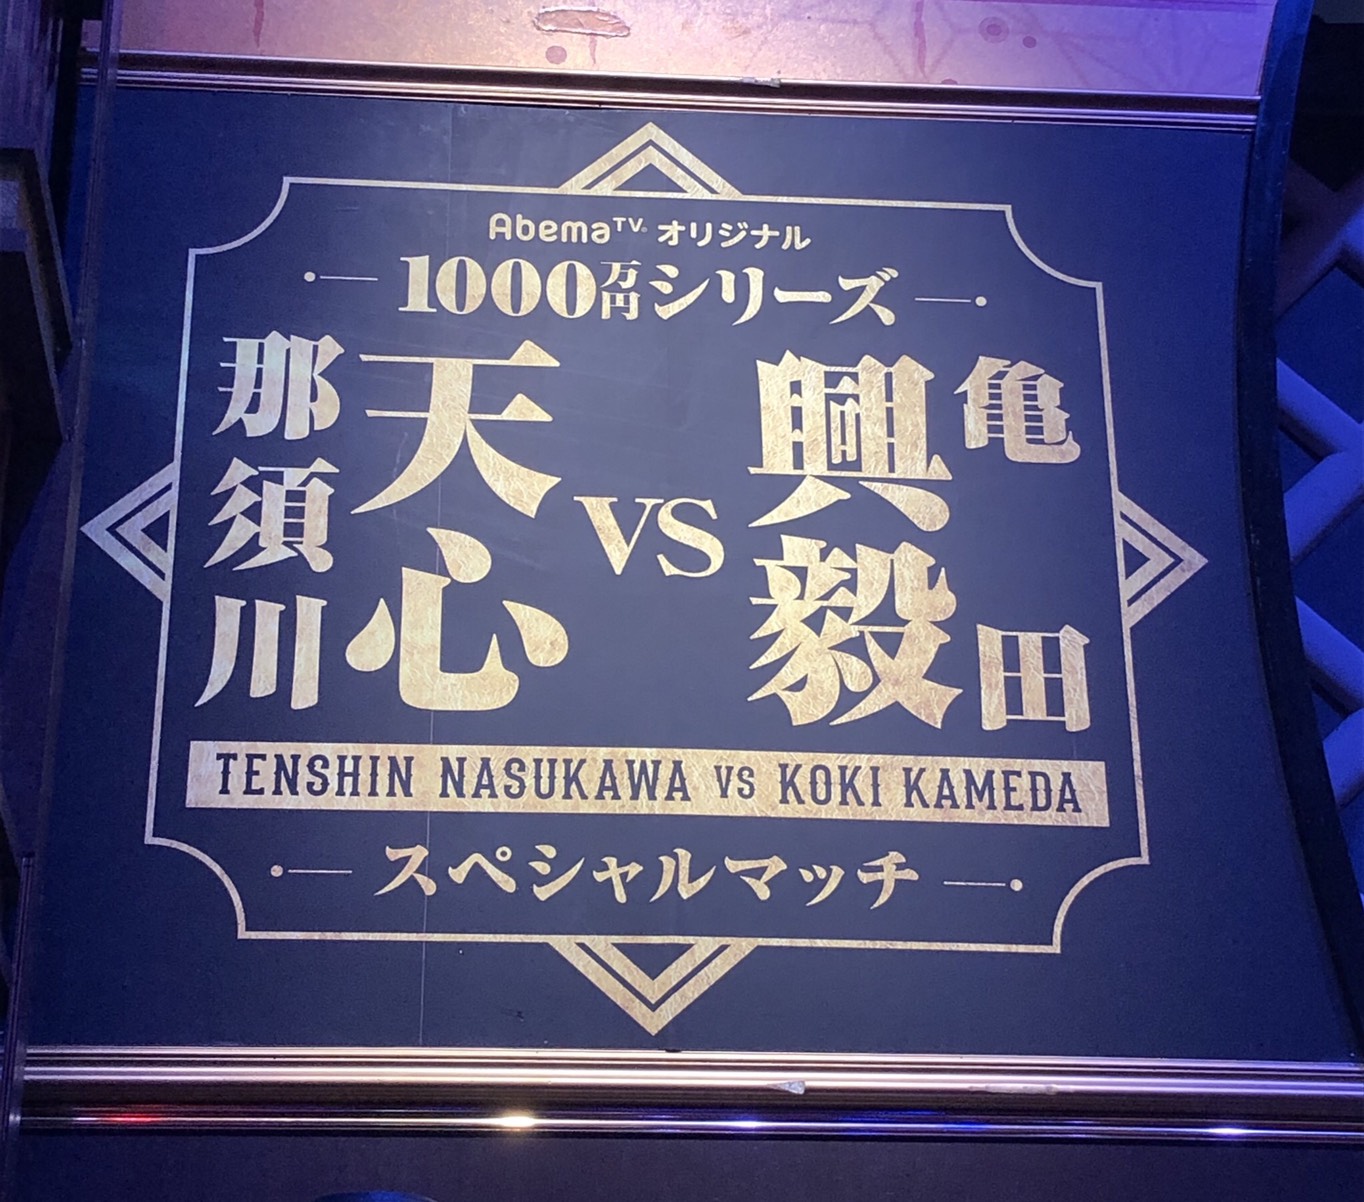 AbemaTV オリジナル
1000万円シリーズ
那須川天心 VS 亀田興毅
TENSHIN NASUKAWA VS KOKI KAMEDA
スペシャルマッチ